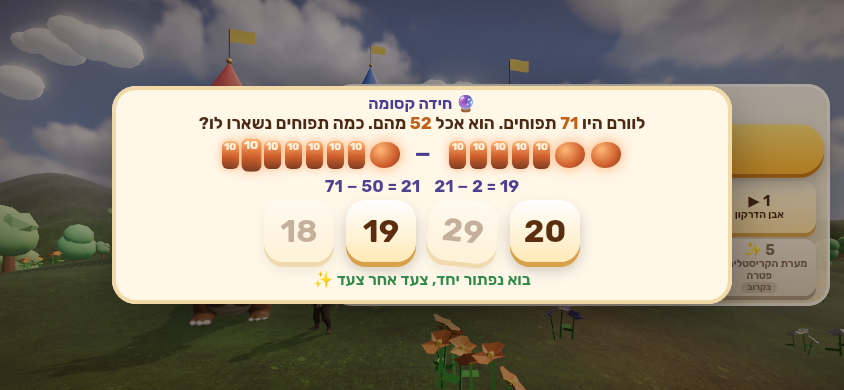 🔮 חידה קסומה
לוורם היו 71 תפוחים. הוא אכל 52 מהם. כמה תפוחים נשארו לו?
10 10 10 10 10 10 10 – 10 10 10 10 10
71 – 50 = 21   21 – 2 = 19
18 19 29 20
בוא נפתור יחד, צעד אחר צעד ✨
1 ▶
אבן הדרקון
5 ✨
מערת הקריסטלי
פטרה
בקרוב